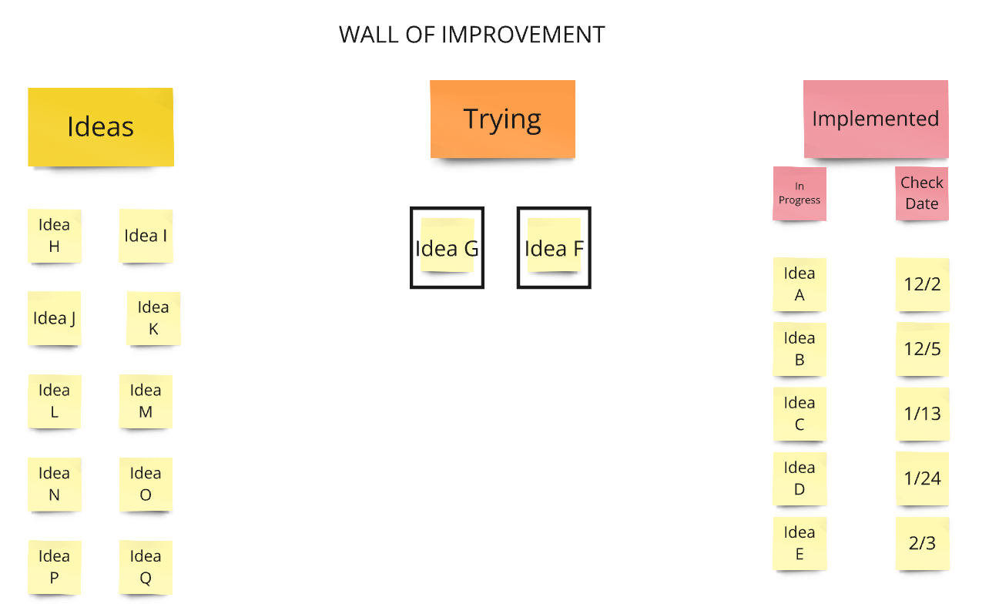 WALL OF IMPROVEMENT
Ideas
Trying
Implemented
In
Progress
Check
Date
Idea
H
Idea I
Idea J
Idea
K
Idea
L
Idea
M
Idea
N
Idea
O
Idea
P
Idea
Q
Idea G
Idea F
Idea
A
12/2
Idea
B
12/5
Idea
C
1/13
Idea
D
1/24
Idea
E
2/3